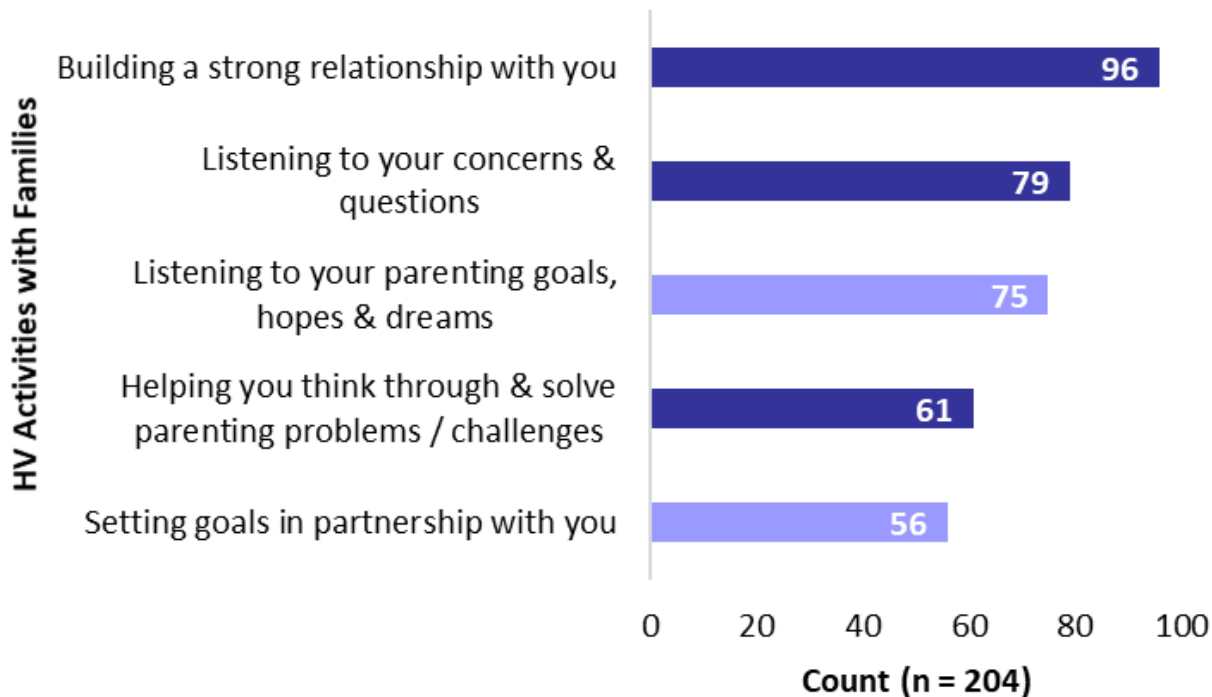 HV Activities with Families
Building a strong relationship with you
96
Listening to your concerns &
questions
79
Listening to your parenting goals,
hopes & dreams
75
Helping you think through & solve
parenting problems / challenges
61
Setting goals in partnership with you
56
0 20 40 60 80 100
Count (n = 204)